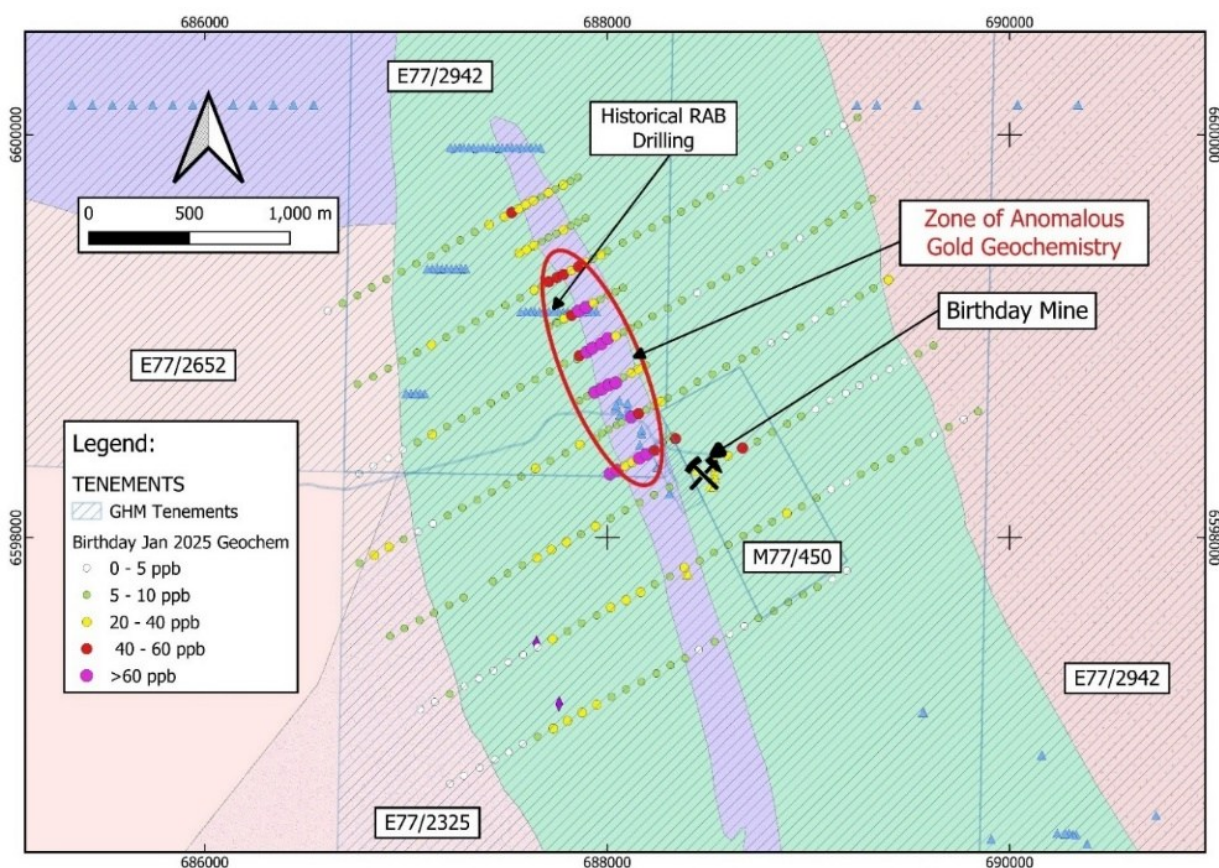 686000
688000
690000
E77/2942
Historical RAB
Drilling
6600000
6600000
0
500
1,000 m
Zone of Anomalous
Gold Geochemistry
Birthday Mine
E77/2652
Legend:
TENEMENTS
GHM Tenements
Birthday Jan 2025 Geochem
0 - 5 ppb
5 - 10 ppb
20 - 40 ppb
40 - 60 ppb
>60 ppb
6598000
6598000
M77/450
E77/2942
E77/2325
686000
688000
690000